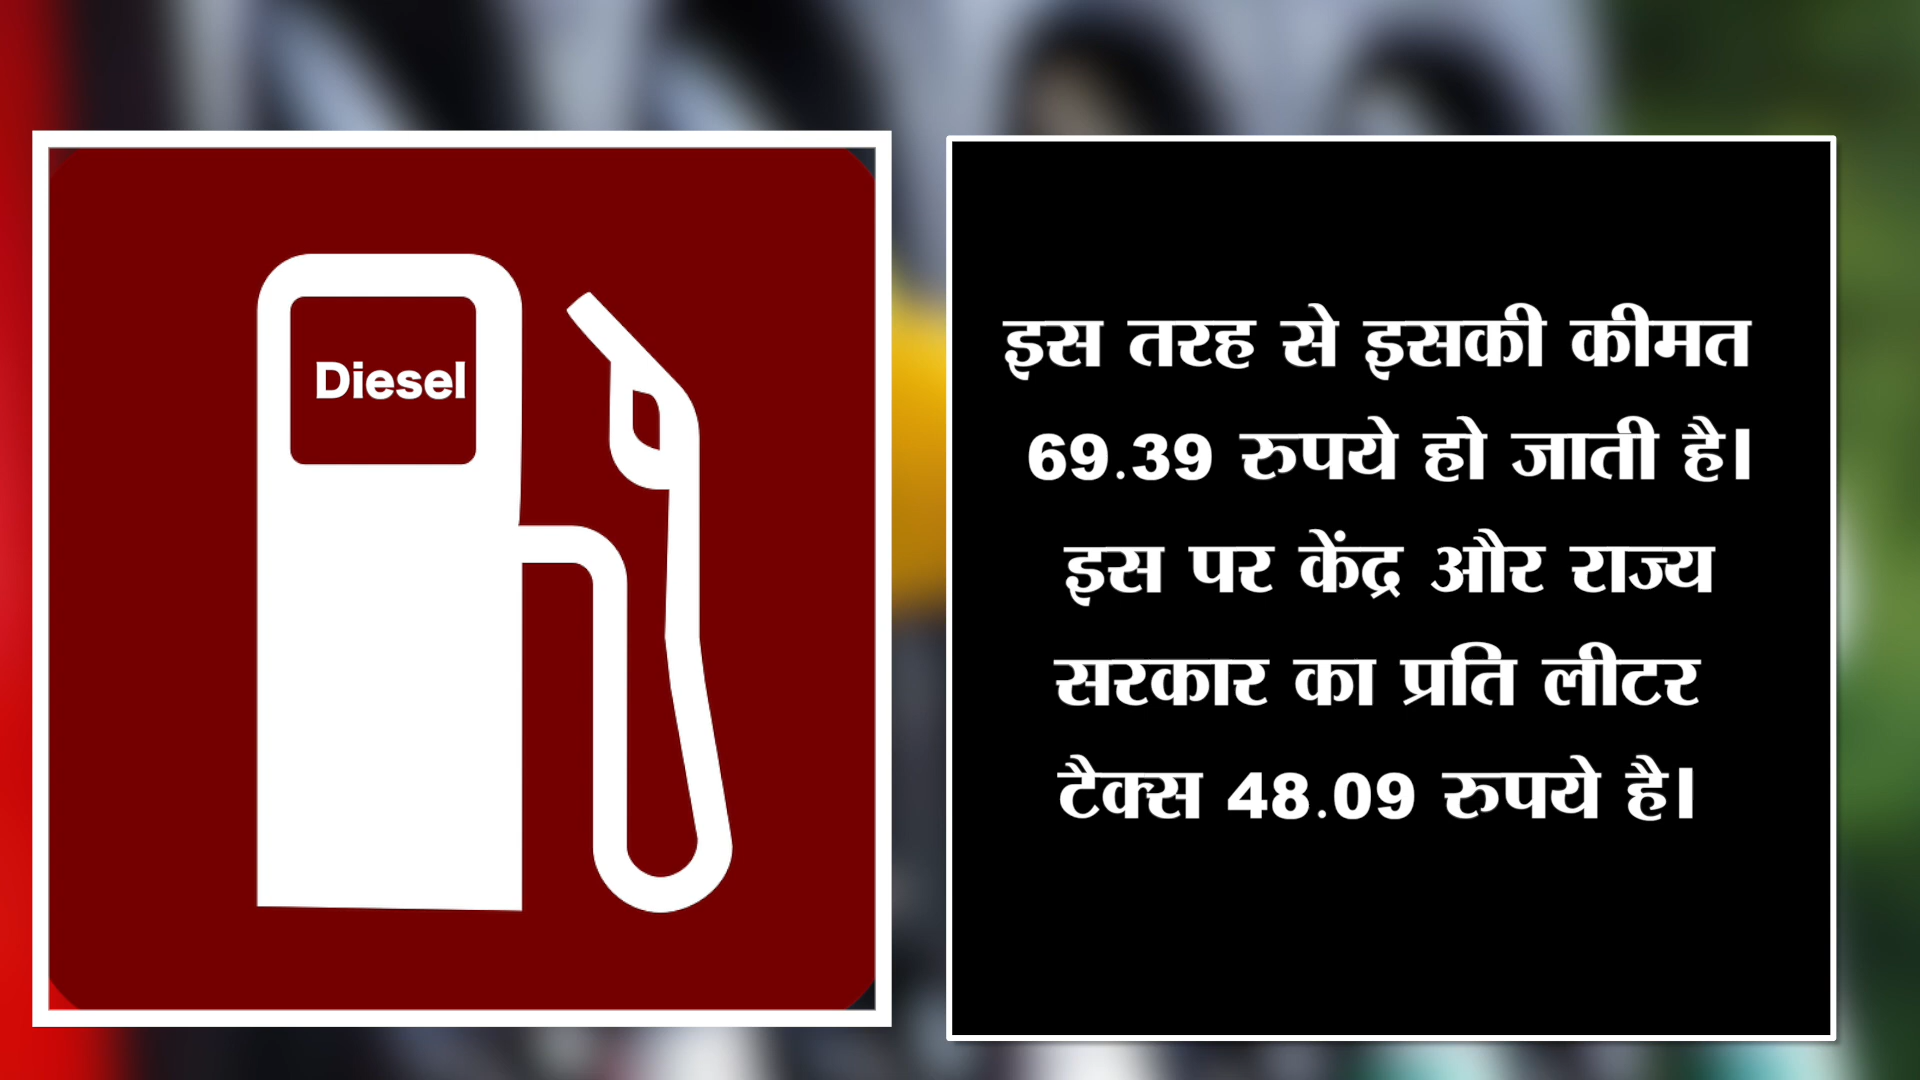 Diesel
इस तरह से इसकी कीमत
69.39 रुपये हो जाती है।
इस पर केंद्र और राज्य
सरकार का प्रति लीटर
टैक्स 48.09 रुपये है।